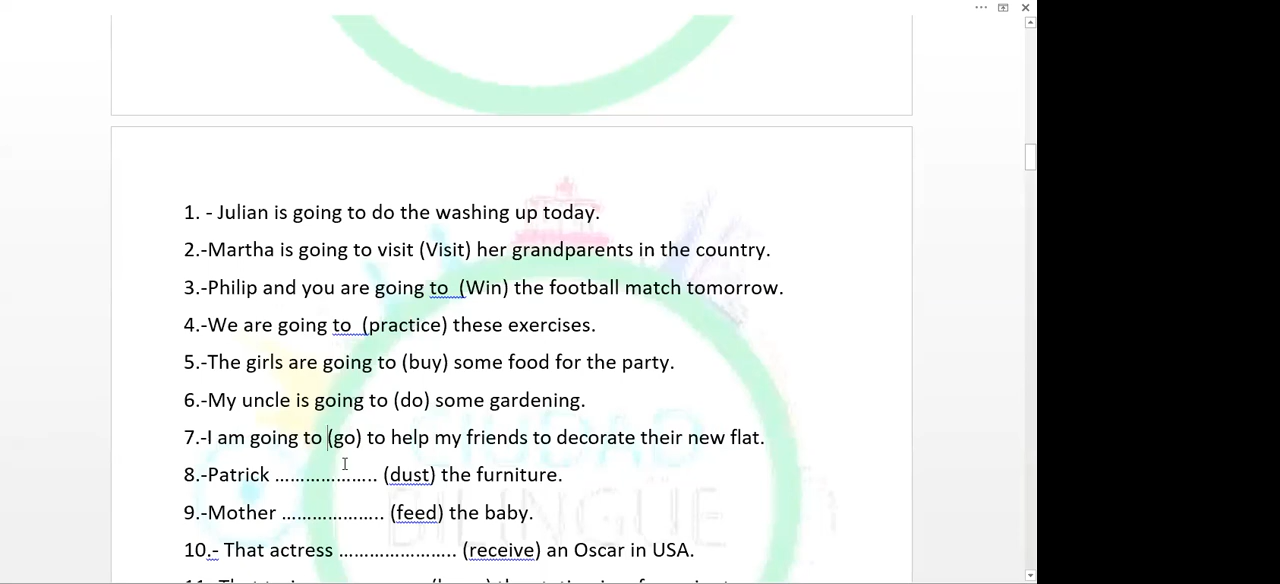 1. - Julian is going to do the washing up today.
2.-Martha is going to visit (Visit) her grandparents in the country.
3.-Philip and you are going to  (Win) the football match tomorrow.
4.-We are going to  (practice) these exercises.
5.-The girls are going to (buy) some food for the party.
6.-My uncle is going to (do) some gardening.
7.-I am going to (go) to help my friends to decorate their new flat.
CIUDAD
8.-Patrick ……………….. (dust) the furniture.
BILINGÜE
9.-Mother ……………….. (feed) the baby.
10.- That actress ………………….. (receive) an Oscar in USA.